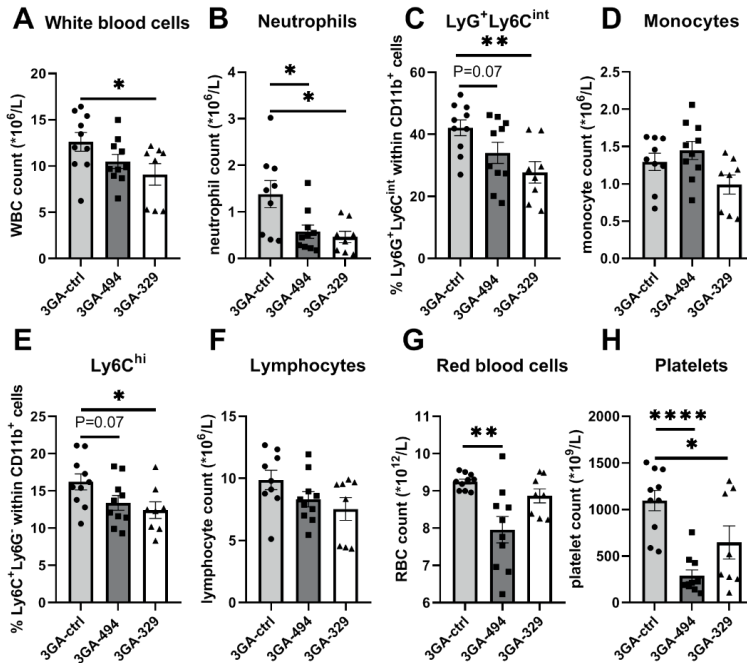 A White blood cells
WBC count (*10⁶/L)
20
15
10
5
0
*
3GA-ctrl
3GA-494
3GA-329
B Neutrophils
neutrophil count (*10⁶/L)
4
3
2
1
0
*
*
3GA-ctrl
3GA-494
3GA-329
C LyG⁺Ly6Cⁱⁿᵗ
% Ly6G⁺Ly6Cⁱⁿᵗ within CD11b⁺ cells
60
40
20
0
**
P=0.07
3GA-ctrl
3GA-494
3GA-329
D Monocytes
monocyte count (*10⁶/L)
2.5
2.0
1.5
1.0
0.5
0.0
3GA-ctrl
3GA-494
3GA-329
E Ly6Cʰⁱ
% Ly6C⁺Ly6G⁻ within CD11b⁺ cells
25
20
15
10
5
0
*
P=0.07
3GA-ctrl
3GA-494
3GA-329
F Lymphocytes
lymphocyte count (*10⁶/L)
15
10
5
0
3GA-ctrl
3GA-494
3GA-329
G Red blood cells
RBC count (*10¹²/L)
11
10
9
8
7
6
**
3GA-ctrl
3GA-494
3GA-329
H Platelets
platelet count (*10⁹/L)
2000
1500
1000
500
0
****
*
3GA-ctrl
3GA-494
3GA-329